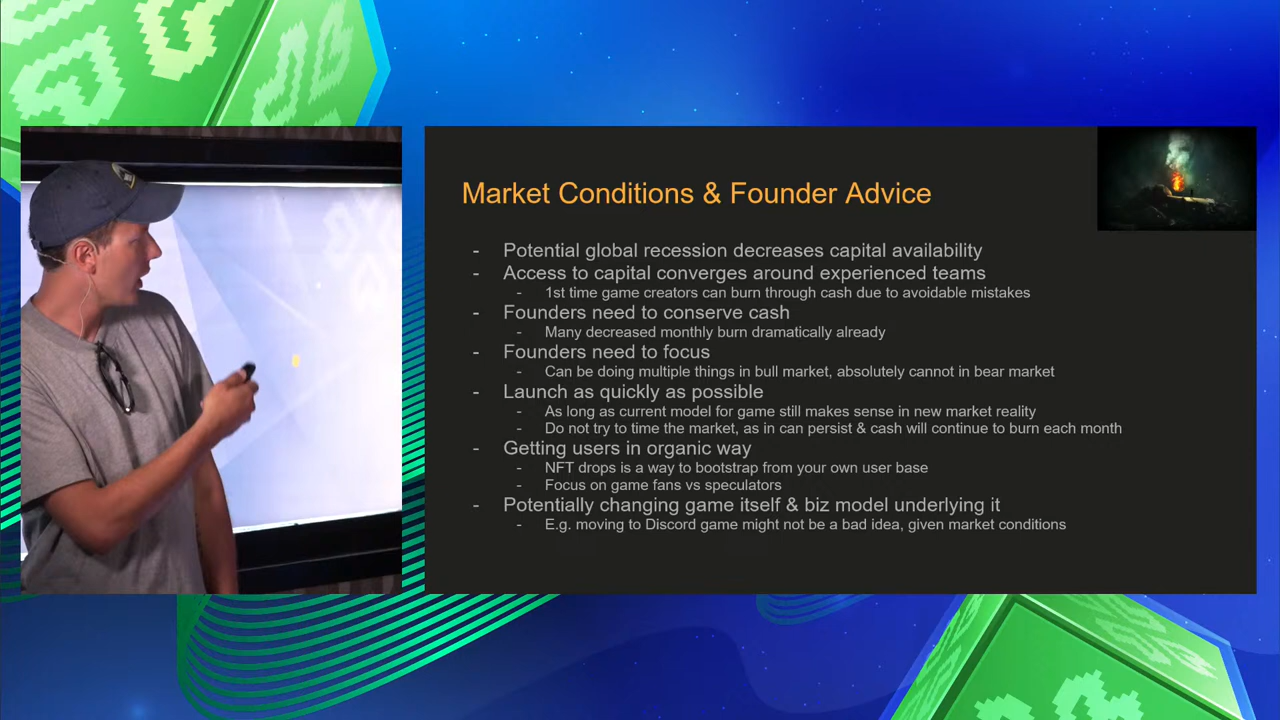 Market Conditions & Founder Advice
- Potential global recession decreases capital availability
- Access to capital converges around experienced teams
- 1st time game creators can burn through cash due to avoidable mistakes
- Founders need to conserve cash
- Many decreased monthly burn dramatically already
- Founders need to focus
- Can be doing multiple things in bull market, absolutely cannot in bear market
- Launch as quickly as possible
- As long as current model for game still makes sense in new market reality
- Do not try to time the market, as in can persist & cash will continue to burn each month
- Getting users in organic way
- NFT drops is a way to bootstrap from your own user base
- Focus on game fans vs speculators
- Potentially changing game itself & biz model underlying it
- E.g. moving to Discord game might not be a bad idea, given market conditions